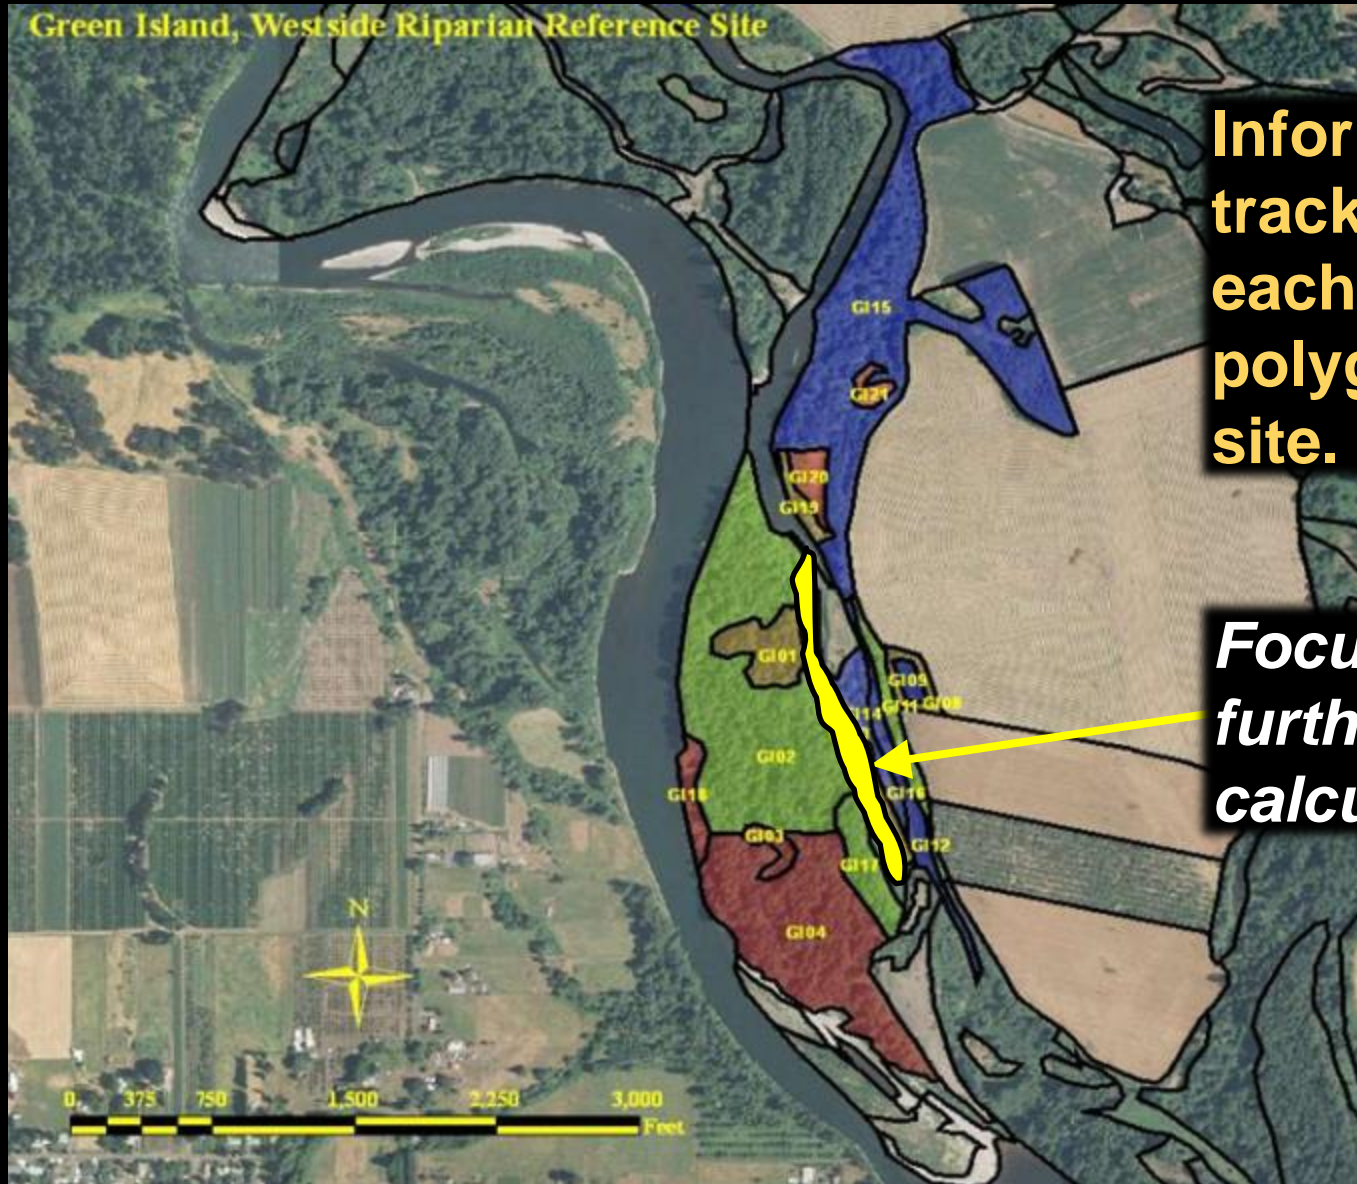 Green Island, Westside Riparian Reference Site
Infor
track
each
polyg
site.
GI15
GI21
GI20
GI19
GI01
GI09
GI14
GI11
GI08
GI02
GI18
GI16
GI03
GI12
GI17
GI04
Focu
furth
calcu
N
0 375 750 1,500 2,250 3,000
Feet